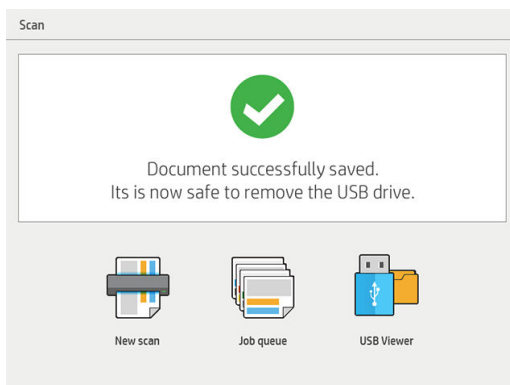 Scan
Document successfully saved.
Its is now safe to remove the USB drive.
New scan
Job queue
USB Viewer